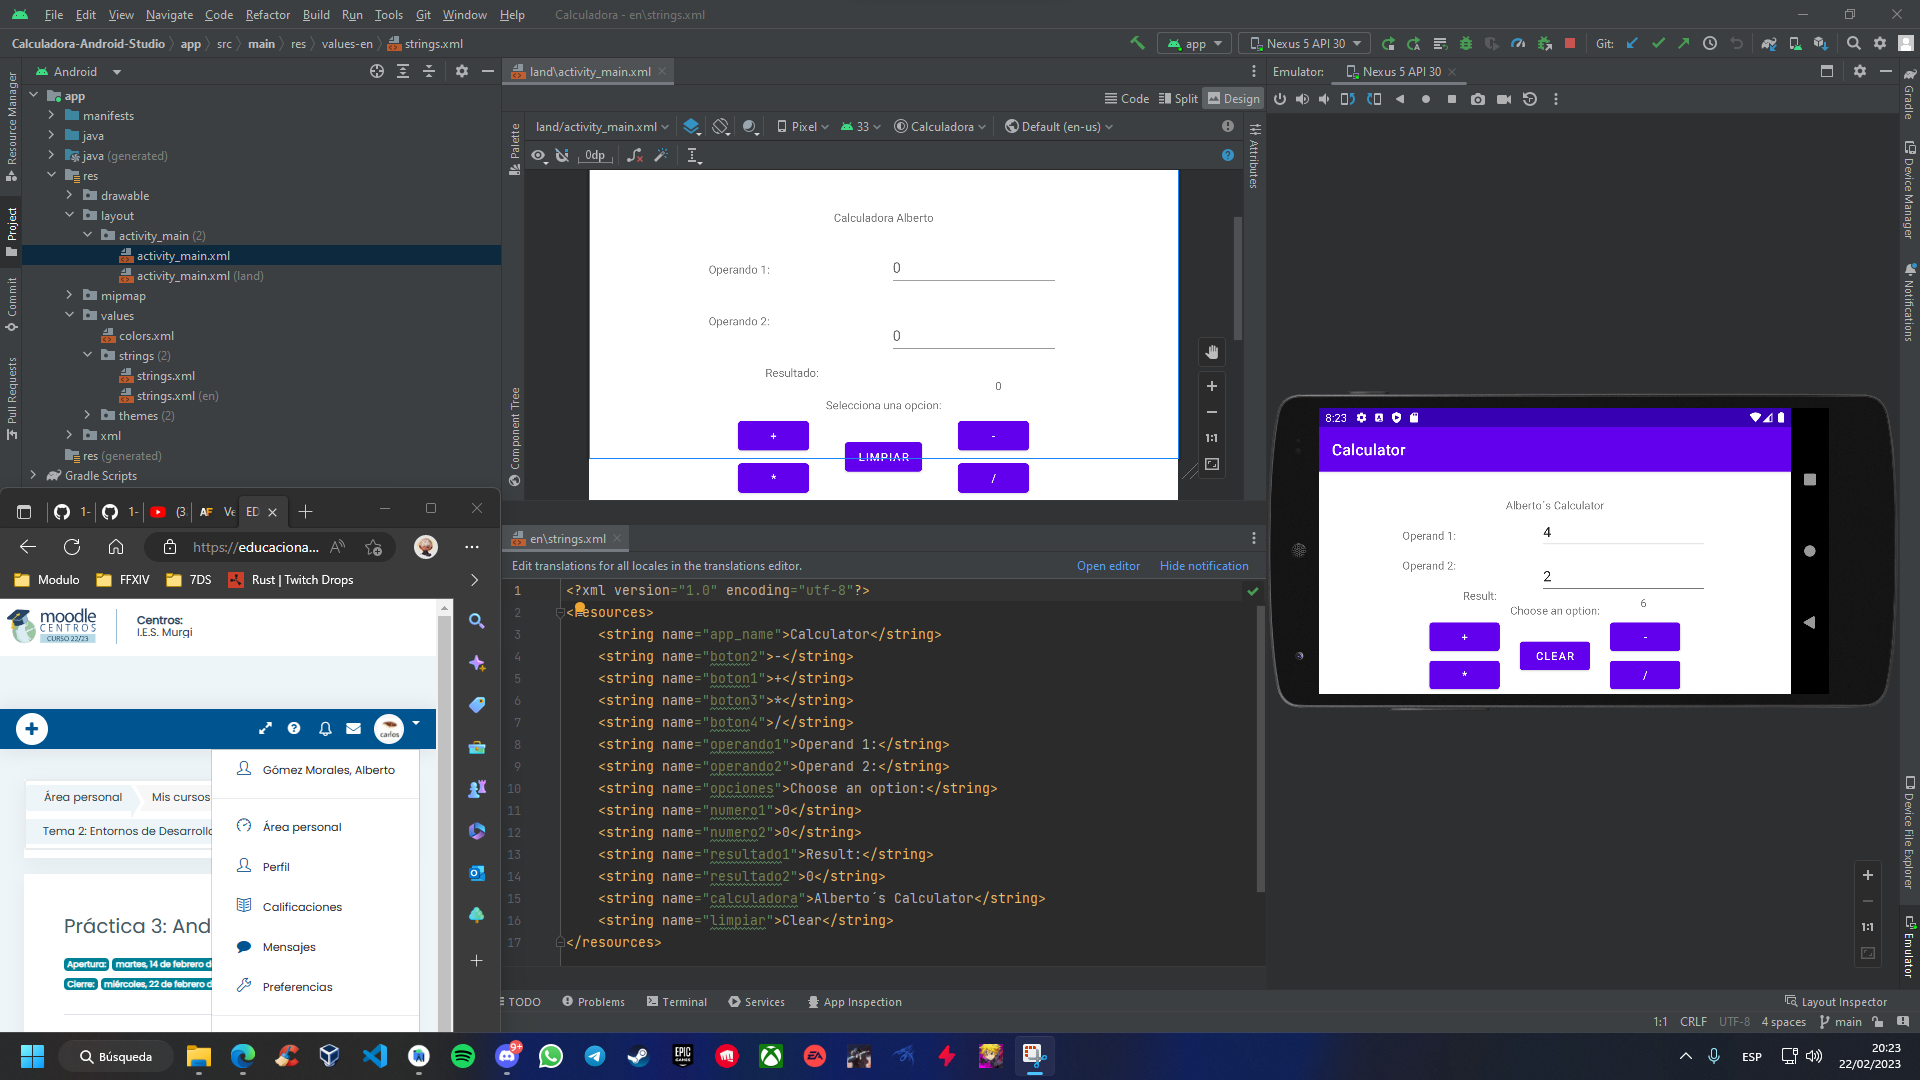 File Edit View Navigate Code Refactor Build Run Tools Git Window Help Calculadora - en\strings.xml
Calculadora-Android-Studio app src main res values-en strings.xml
app Nexus 5 API 30 Git:
Android
app
manifests
java
java (generated)
res
drawable
layout
activity_main (2)
activity_main.xml
activity_main.xml (land)
mipmap
values
colors.xml
strings (2)
strings.xml
strings.xml (en)
themes (2)
xml
res (generated)
Gradle Scripts
Resource Manager
Project
Commit
Pull Requests
land\activity_main.xml
Code Split Design
land/activity_main.xml Pixel 33 Calculadora Default (en-us)
0dp
Palette
Component Tree
Attributes
Calculadora Alberto
Operando 1: 0
Operando 2: 0
Resultado: 0
Selecciona una opcion:
+ -
LIMPIAR
* /
1:1
en\strings.xml
Edit translations for all locales in the translations editor. Open editor Hide notification
1 <?xml version="1.0" encoding="utf-8"?>
2 <resources>
3 <string name="app_name">Calculator</string>
4 <string name="boton2">-</string>
5 <string name="boton1">+</string>
6 <string name="boton3">*</string>
7 <string name="boton4">/</string>
8 <string name="operando1">Operand 1:</string>
9 <string name="operando2">Operand 2:</string>
10 <string name="opciones">Choose an option:</string>
11 <string name="numero1">0</string>
12 <string name="numero2">0</string>
13 <string name="resultado1">Result:</string>
14 <string name="resultado2">0</string>
15 <string name="calculadora">Alberto´s Calculator</string>
16 <string name="limpiar">Clear</string>
17 </resources>
Emulator: Nexus 5 API 30
8:23
Calculator
Alberto´s Calculator
Operand 1: 4
Operand 2: 2
Result: 6
Choose an option:
+ -
CLEAR
* /
1:1
Gradle
Device Manager
Notifications
Device File Explorer
Emulator
1- 1- (3 AF Ve ED
https://educaciona...
Modulo FFXIV 7DS Rust | Twitch Drops
moodle
CENTROS
CURSO 22/23
Centros:
I.E.S. Murgi
carlos
Gómez Morales, Alberto
Área personal
Perfil
Calificaciones
Mensajes
Preferencias
Área personal Mis cursos
Tema 2: Entornos de Desarrollo
Práctica 3: And
Apertura: martes, 14 de febrero d
Cierre: miércoles, 22 de febrero d
TODO Problems Terminal Services App Inspection Layout Inspector
1:1 CRLF UTF-8 4 spaces main
Búsqueda
9+
EPIC GAMES
EA
ESP
20:23
22/02/2023